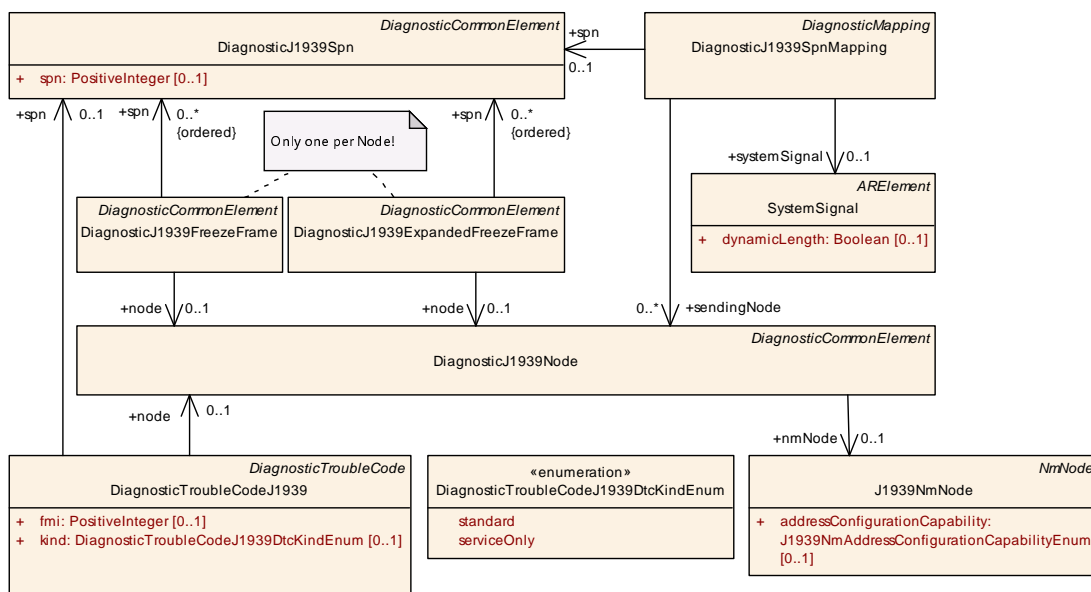 DiagnosticCommonElement
DiagnosticJ1939Spn
+ spn: PositiveInteger [0..1]
DiagnosticMapping
DiagnosticJ1939SpnMapping
+spn
0..1
+spn
0..1
+spn
0..*
{ordered}
+spn
0..*
{ordered}
Only one per Node!
+systemSignal
0..1
ARElement
SystemSignal
+ dynamicLength: Boolean [0..1]
DiagnosticCommonElement
DiagnosticJ1939FreezeFrame
DiagnosticCommonElement
DiagnosticJ1939ExpandedFreezeFrame
+node
0..1
+node
0..1
0..*
+sendingNode
DiagnosticCommonElement
DiagnosticJ1939Node
+node
0..1
+nmNode
0..1
DiagnosticTroubleCode
DiagnosticTroubleCodeJ1939
+ fmi: PositiveInteger [0..1]
+ kind: DiagnosticTroubleCodeJ1939DtcKindEnum [0..1]
«enumeration»
DiagnosticTroubleCodeJ1939DtcKindEnum
standard
serviceOnly
NmNode
J1939NmNode
+ addressConfigurationCapability:
J1939NmAddressConfigurationCapabilityEnum
[0..1]